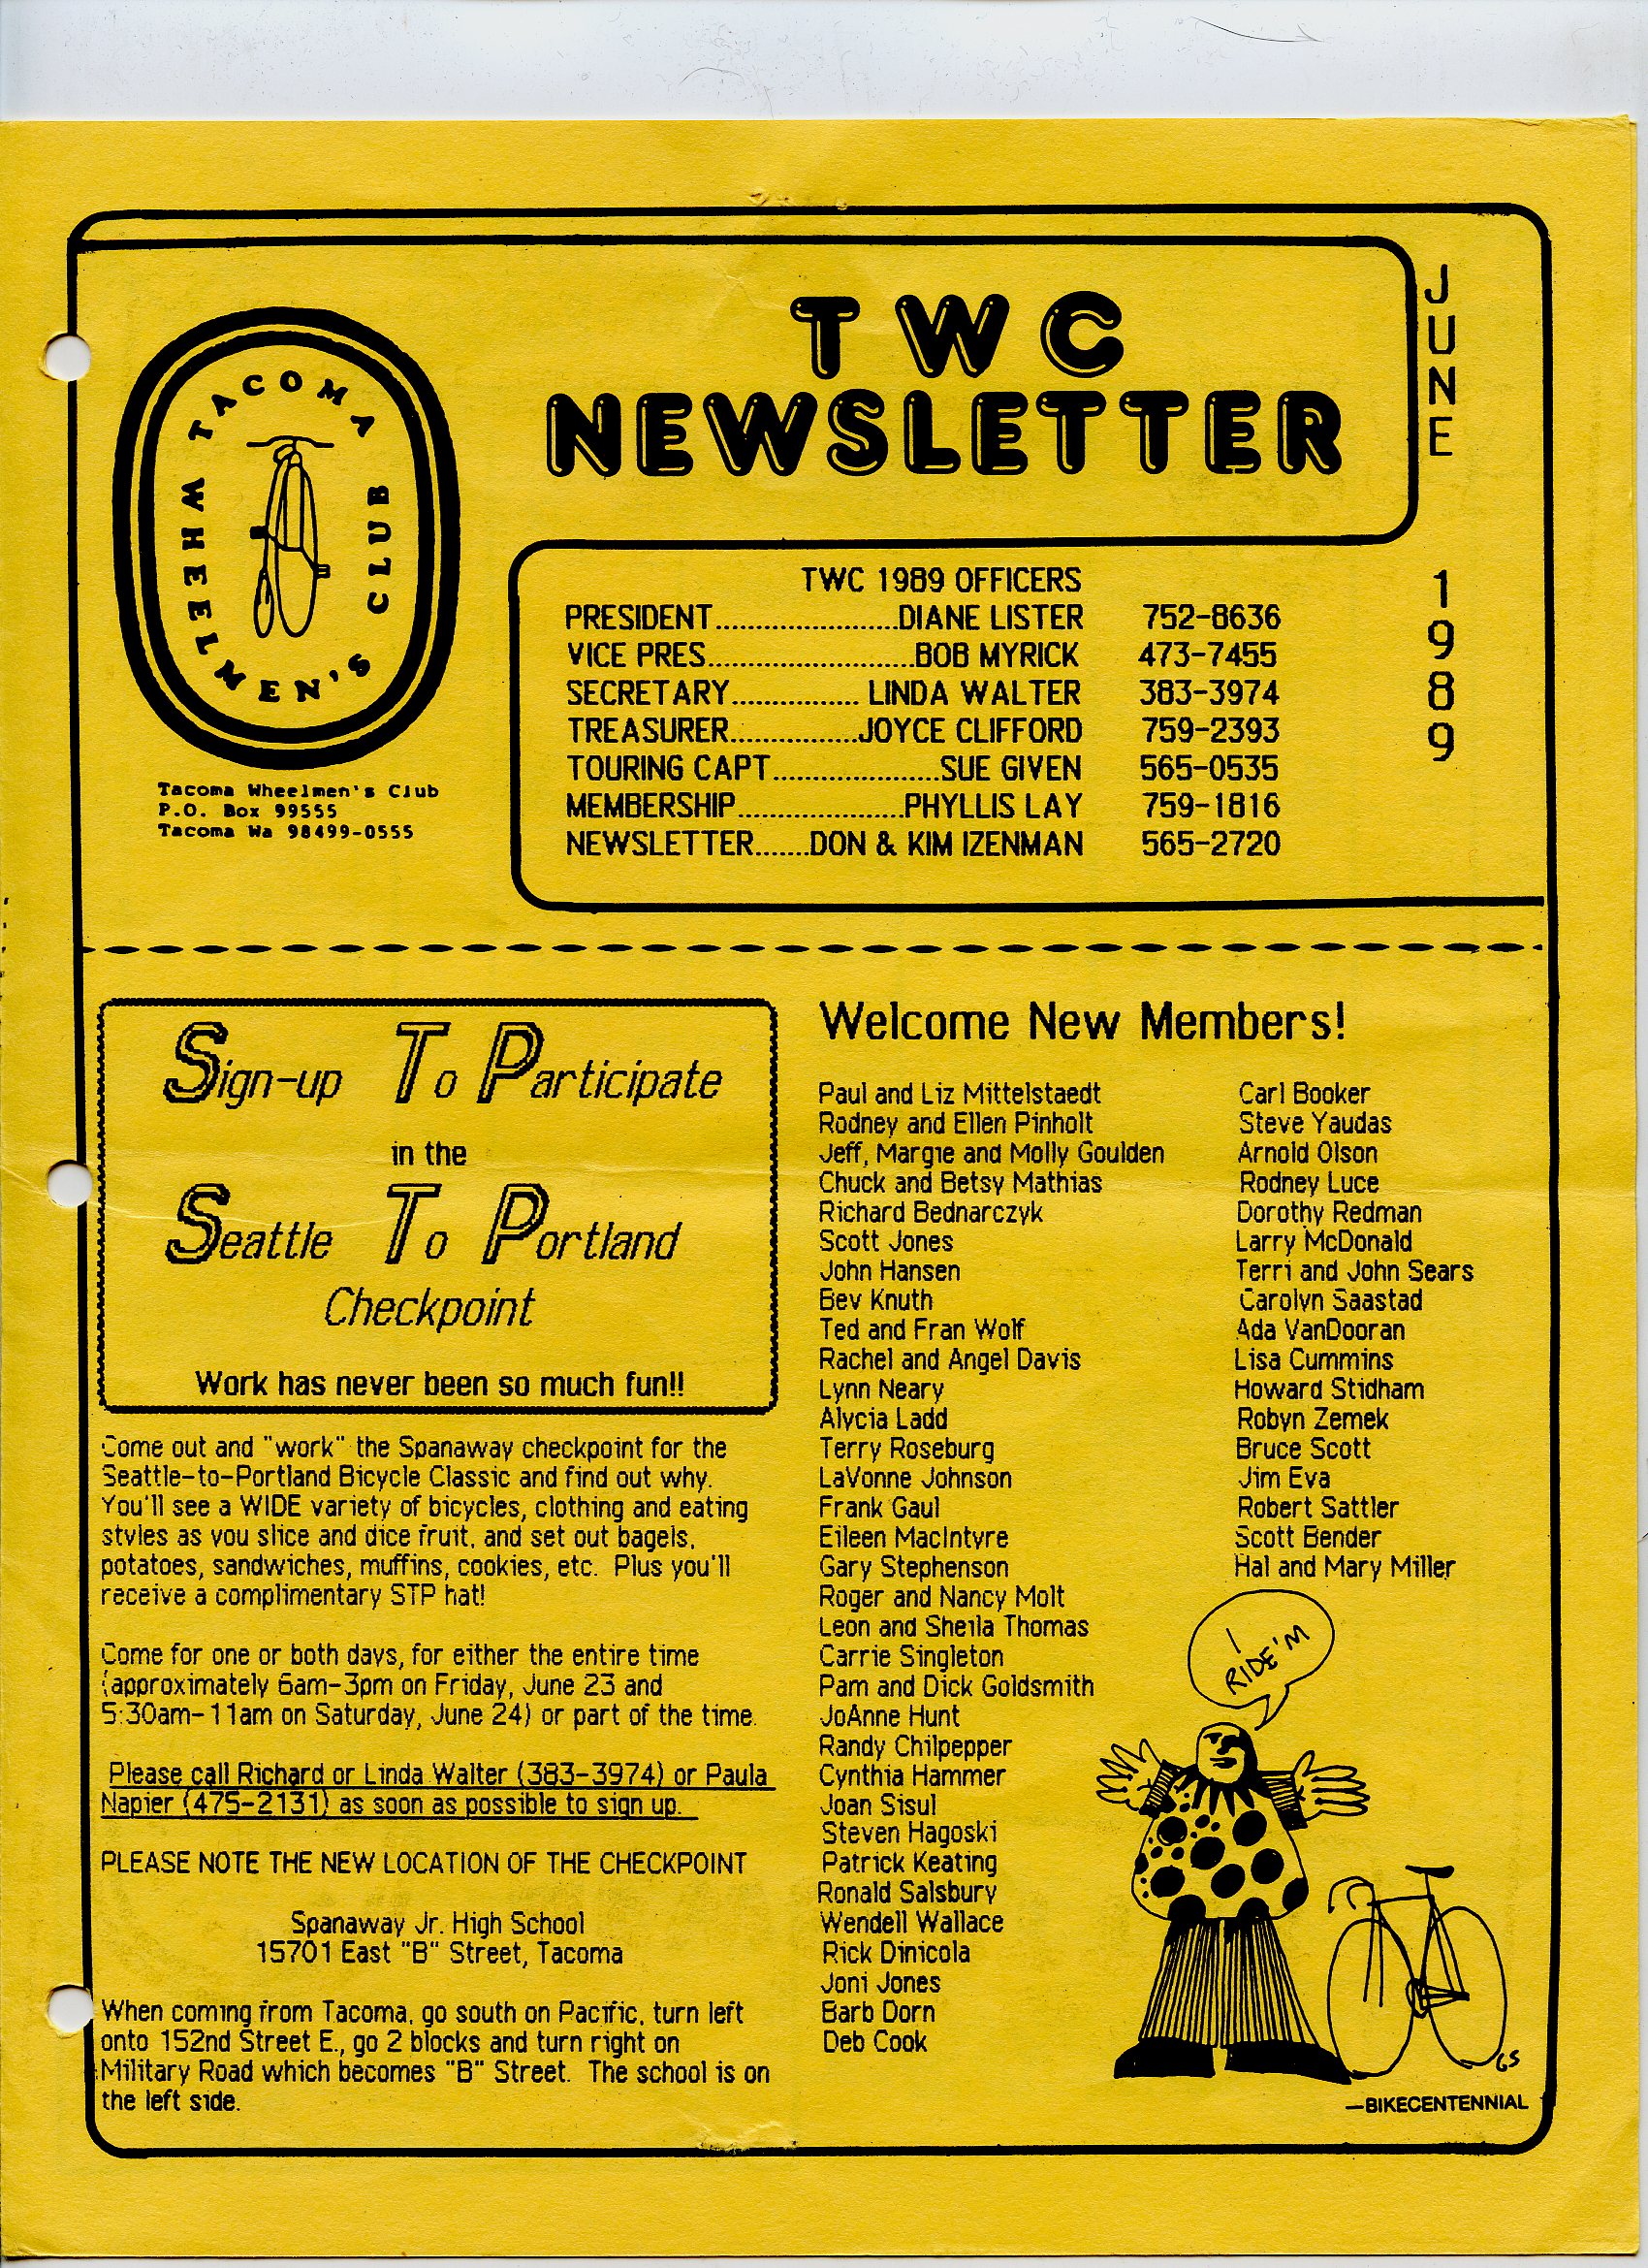 TWC
NEWSLETTER
JUNE
1989
TACOMA WHEELMEN'S CLUB
Tacoma Wheelmen's Club
P.O. Box 99555
Tacoma Wa 98499-0555
TWC 1989 OFFICERS
PRESIDENT.......................DIANE LISTER 752-8636
VICE PRES..........................BOB MYRICK 473-7455
SECRETARY................ LINDA WALTER 383-3974
TREASURER................JOYCE CLIFFORD 759-2393
TOURING CAPT.....................SUE GIVEN 565-0535
MEMBERSHIP.....................PHYLLIS LAY 759-1816
NEWSLETTER.......DON & KIM IZENMAN 565-2720
Sign-up To Participate
in the
Seattle To Portland
Checkpoint
Work has never been so much fun!!
Come out and "work" the Spanaway checkpoint for the
Seattle-to-Portland Bicycle Classic and find out why.
You'll see a WIDE variety of bicycles, clothing and eating
styles as you slice and dice fruit, and set out bagels,
potatoes, sandwiches, muffins, cookies, etc. Plus you'll
receive a complimentary STP hat!
Come for one or both days, for either the entire time
(approximately 6am-3pm on Friday, June 23 and
5:30am-11am on Saturday, June 24) or part of the time.
Please call Richard or Linda Walter (383-3974) or Paula
Napier (475-2131) as soon as possible to sign up.
PLEASE NOTE THE NEW LOCATION OF THE CHECKPOINT
Spanaway Jr. High School
15701 East "B" Street, Tacoma
When coming from Tacoma, go south on Pacific, turn left
onto 152nd Street E., go 2 blocks and turn right on
Military Road which becomes "B" Street. The school is on
the left side.
Welcome New Members!
Paul and Liz Mittelstaedt
Rodney and Ellen Pinholt
Jeff, Margie and Molly Goulden
Chuck and Betsy Mathias
Richard Bednarczyk
Scott Jones
John Hansen
Bev Knuth
Ted and Fran Wolf
Rachel and Angel Davis
Lynn Neary
Alycia Ladd
Terry Roseburg
LaVonne Johnson
Frank Gaul
Eileen MacIntyre
Gary Stephenson
Roger and Nancy Molt
Leon and Sheila Thomas
Carrie Singleton
Pam and Dick Goldsmith
JoAnne Hunt
Randy Chilpepper
Cynthia Hammer
Joan Sisul
Steven Hagoski
Patrick Keating
Ronald Salsbury
Wendell Wallace
Rick Dinicola
Joni Jones
Barb Dorn
Deb Cook
Carl Booker
Steve Yaudas
Arnold Olson
Rodney Luce
Dorothy Redman
Larry McDonald
Terri and John Sears
Carolyn Saastad
Ada VanDooran
Lisa Cummins
Howard Stidham
Robyn Zemek
Bruce Scott
Jim Eva
Robert Sattler
Scott Bender
Hal and Mary Miller
I
RIDE'M
GS
—BIKECENTENNIAL